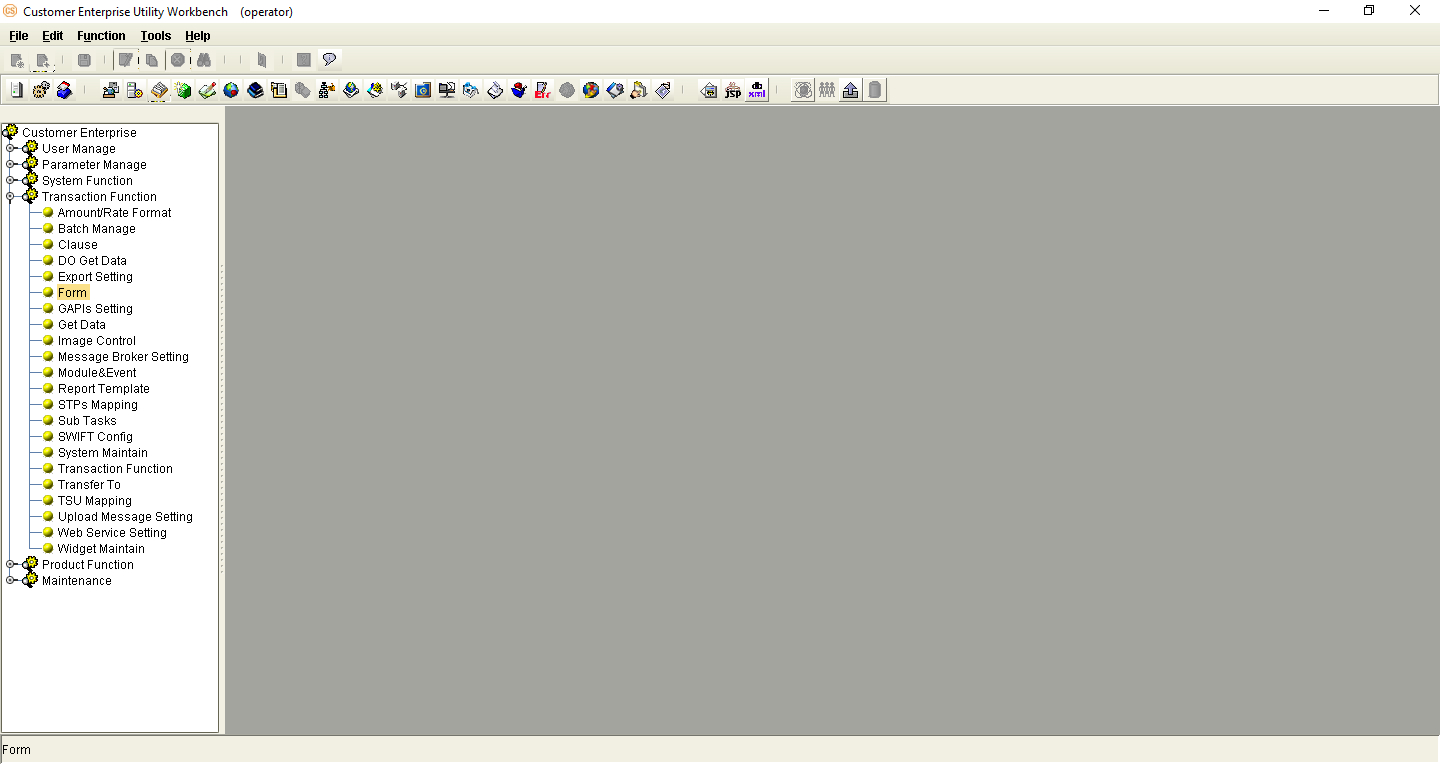 CS Customer Enterprise Utility Workbench (operator)
File Edit Function Tools Help
jsp db xml
Customer Enterprise
User Manage
Parameter Manage
System Function
Transaction Function
Amount/Rate Format
Batch Manage
Clause
DO Get Data
Export Setting
Form
GAPIs Setting
Get Data
Image Control
Message Broker Setting
Module&Event
Report Template
STPs Mapping
Sub Tasks
SWIFT Config
System Maintain
Transaction Function
Transfer To
TSU Mapping
Upload Message Setting
Web Service Setting
Widget Maintain
Product Function
Maintenance
Form